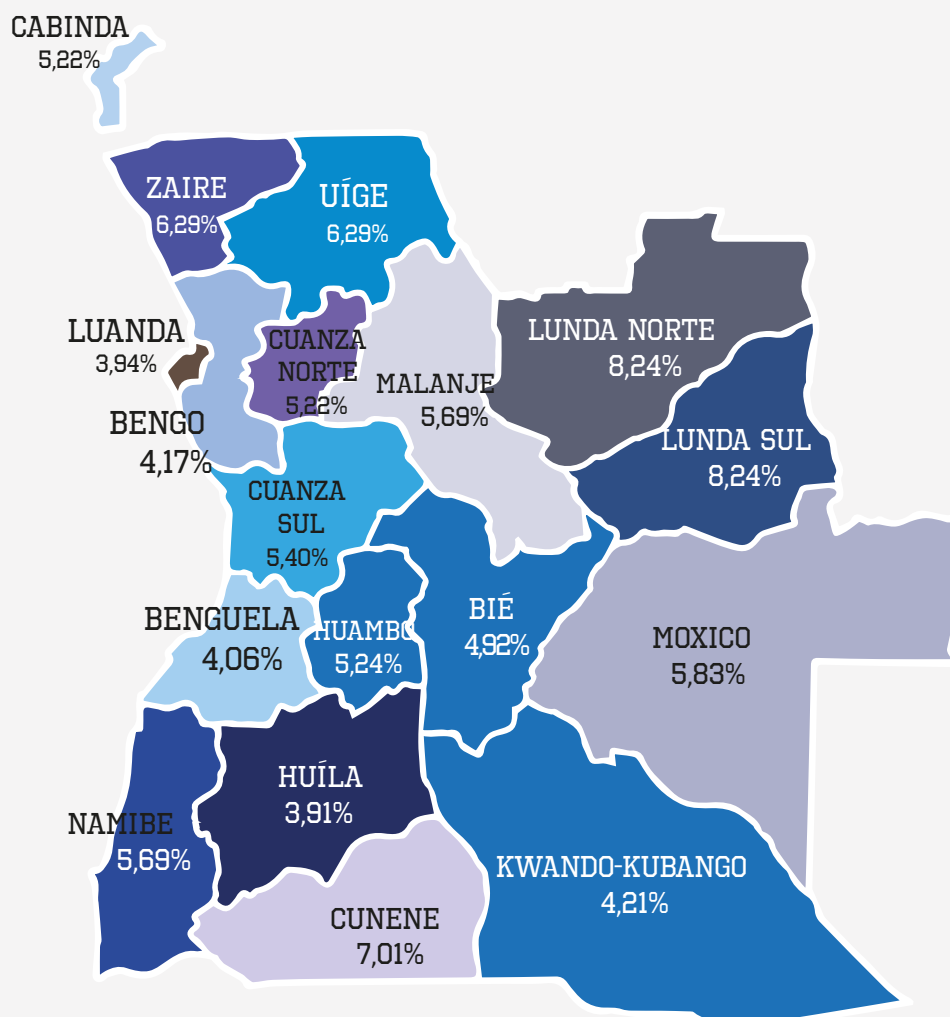 CABINDA
5,22%
ZAIRE
6,29%
UÍGE
6,29%
LUANDA
3,94%
CUANZA
NORTE
5,22%
MALANJE
5,69%
LUNDA NORTE
8,24%
BENGO
4,17%
LUNDA SUL
8,24%
CUANZA
SUL
5,40%
BENGUELA
4,06%
HUAMBO
5,24%
BIÉ
4,92%
MOXICO
5,83%
HUÍLA
3,91%
NAMIBE
5,69%
KWANDO-KUBANGO
4,21%
CUNENE
7,01%